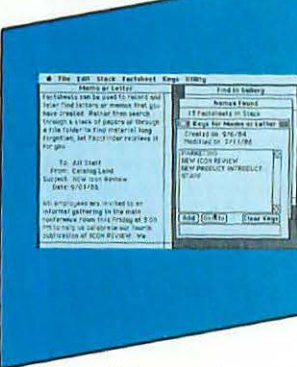 File Edit Stack Factsheet Keys Utility
Memo or Letter
Factsheets can be used to record and
later find letters or memos that you
have created. Rather than search
through a stack of papers or through
a file folder to find material long
forgotten, let Factfinder retrieve it
for you
To: All Staff
From: Catalog Land
Subject: New Icon Review
Date: 9/01/86
All employees are invited to an
informal gathering in the main
conference room this Friday at 3:00
PM to help us celebrate our fourth
publication of ICON REVIEW. We
Find in Gallery
Names Found
13 Factsheets in Stack
Keys for Memo or Letter
Created on:
Modified on:
MARKETING
NEW ICON REVIEW
NEW PRODUCT INTRODUCT
STAFF
Add
Clear Keys